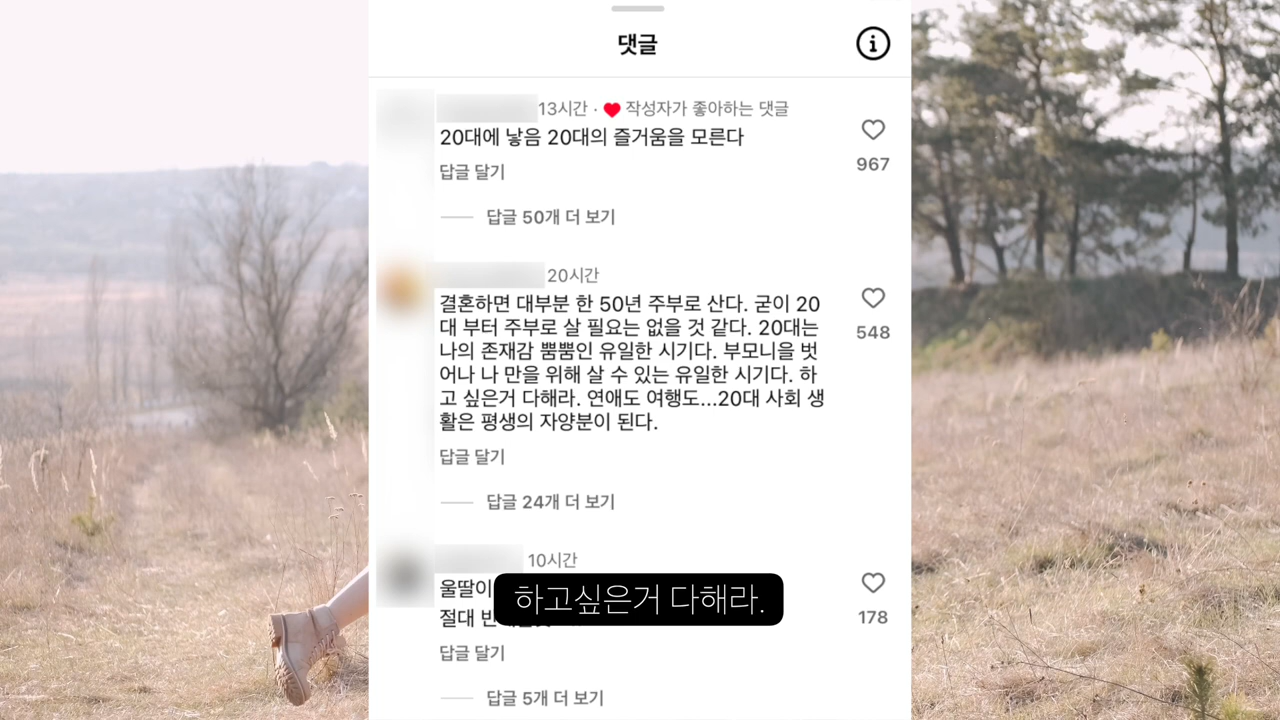 댓글
13시간 · 작성자가 좋아하는 댓글
20대에 낳음 20대의 즐거움을 모른다
967
답글 달기
답글 50개 더 보기
20시간
결혼하면 대부분 한 50년 주부로 산다. 굳이 20
대 부터 주부로 살 필요는 없을 것 같다. 20대는
나의 존재감 뿜뿜인 유일한 시기다. 부모니을 벗
어나 나 만을 위해 살 수 있는 유일한 시기다. 하
고 싶은거 다해라. 연애도 여행도...20대 사회 생
활은 평생의 자양분이 된다.
548
답글 달기
답글 24개 더 보기
10시간
울딸이
절대
178
하고싶은거 다해라.
답글 달기
답글 5개 더 보기